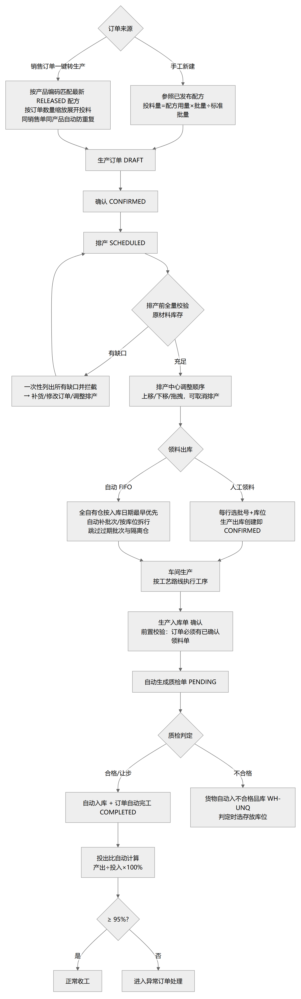 订单来源
销售订单一键转生产
手工新建
按产品编码匹配最新
RELEASED 配方
按订单数量缩放展开投料
同销售单同产品自动防重复
参照已发布配方
投料量=配方用量×批量÷标准
批量
生产订单 DRAFT
确认 CONFIRMED
排产 SCHEDULED
排产前全量校验
原材料库存
有缺口
充足
一次性列出所有缺口并拦截
→ 补货/修改订单/调整排产
排产中心调整顺序
上移/下移/拖拽，可取消排产
领料出库
自动 FIFO
人工领料
全自有仓按入库日期最早优先
自动补批次/按库位拆行
跳过过期批次与隔离仓
每行选批号+库位
生产出库创建即
CONFIRMED
车间生产
按工艺路线执行工序
生产入库单 确认
前置校验：订单必须有已确认
领料单
自动生成质检单 PENDING
质检判定
合格/让步
不合格
自动入库 + 订单自动完工
COMPLETED
货物自动入不合格品库 WH-
UNQ
判定时选存放库位
投出比自动计算
产出÷投入×100%
≥ 95%?
是
否
正常收工
进入异常订单处理